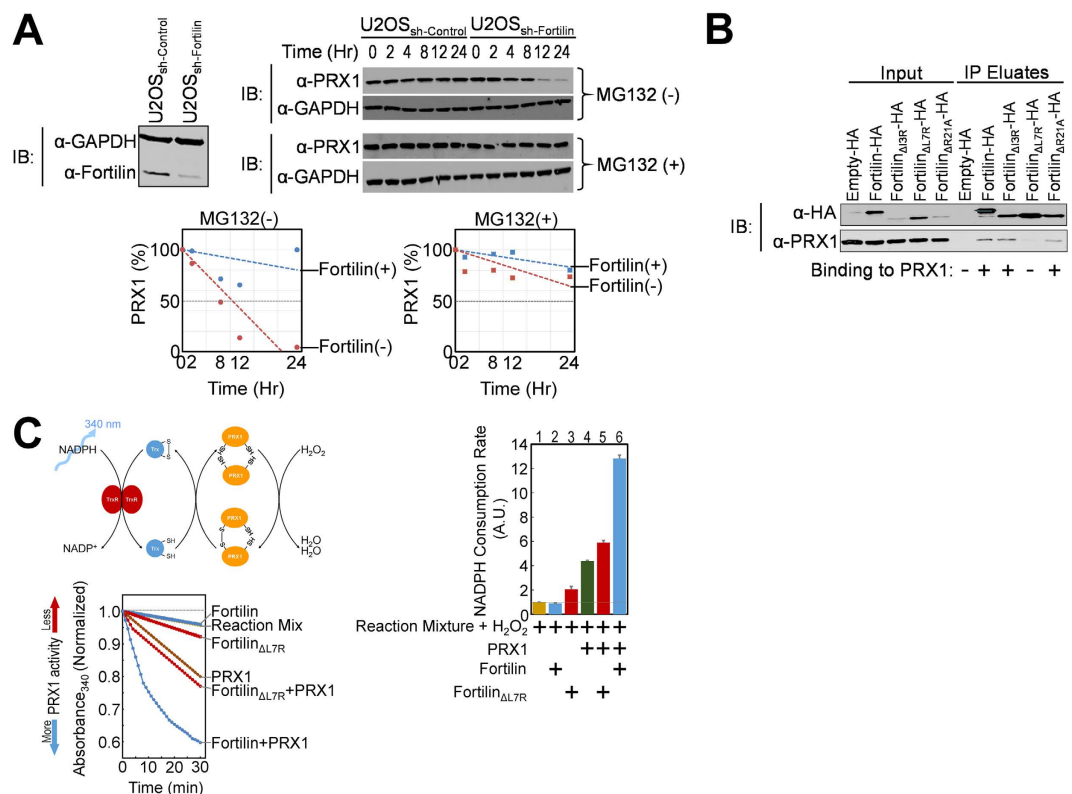 A
U2OSsh-Control
U2OSsh-Fortilin
IB:
α-GAPDH
α-Fortilin
U2OSsh-Control U2OSsh-Fortilin
Time (Hr) 0 2 4 8 12 24 0 2 4 8 12 24
IB:
α-PRX1
α-GAPDH
MG132 (-)
IB:
α-PRX1
α-GAPDH
MG132 (+)
MG132(-)
PRX1 (%)
100
50
0
02 8 12 24
Time (Hr)
Fortilin(+)
Fortilin(-)
MG132(+)
PRX1 (%)
100
50
0
02 8 12 24
Time (Hr)
Fortilin(+)
Fortilin(-)
B
Input IP Eluates
Empty-HA
Fortilin-HA
FortilinΔI3R-HA
FortilinΔL7R-HA
FortilinΔR21A-HA
Empty-HA
Fortilin-HA
FortilinΔI3R-HA
FortilinΔL7R-HA
FortilinΔR21A-HA
IB:
α-HA
α-PRX1
Binding to PRX1: - + + - +
C
340 nm
NADPH
TrxR TrxR
NADP+
Trx
S
S
Trx
SH
SH
PRX1
SH SH
SH SH
PRX1
PRX1
S SH
S SH
PRX1
H2O2
H2O
H2O
Less
PRX1 activity
More
Absorbance340 (Normalized)
1.0
0.9
0.8
0.7
0.6
0 10 20 30
Time (min)
Fortilin
Reaction Mix
FortilinΔL7R
PRX1
FortilinΔL7R+PRX1
Fortilin+PRX1
NADPH Consumption Rate
(A.U.)
14
12
10
8
6
4
2
0
1 2 3 4 5 6
Reaction Mixture + H2O2 + + + + + +
PRX1 + + +
Fortilin + +
FortilinΔL7R + +